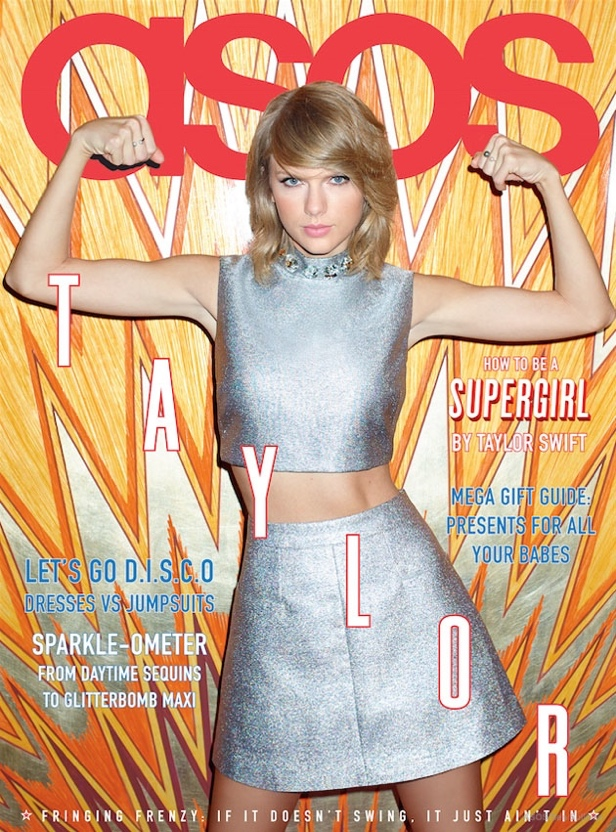 asos
TAYLOR
HOW TO BE A
SUPERGIRL
BY TAYLOR SWIFT
MEGA GIFT GUIDE:
PRESENTS FOR ALL
YOUR BABES
LET'S GO D.I.S.C.O
DRESSES VS JUMPSUITS
SPARKLE-OMETER
FROM DAYTIME SEQUINS
TO GLITTERBOMB MAXI
☆ FRINGING FRENZY: IF IT DOESN'T SWING, IT JUST AIN'T IN ☆